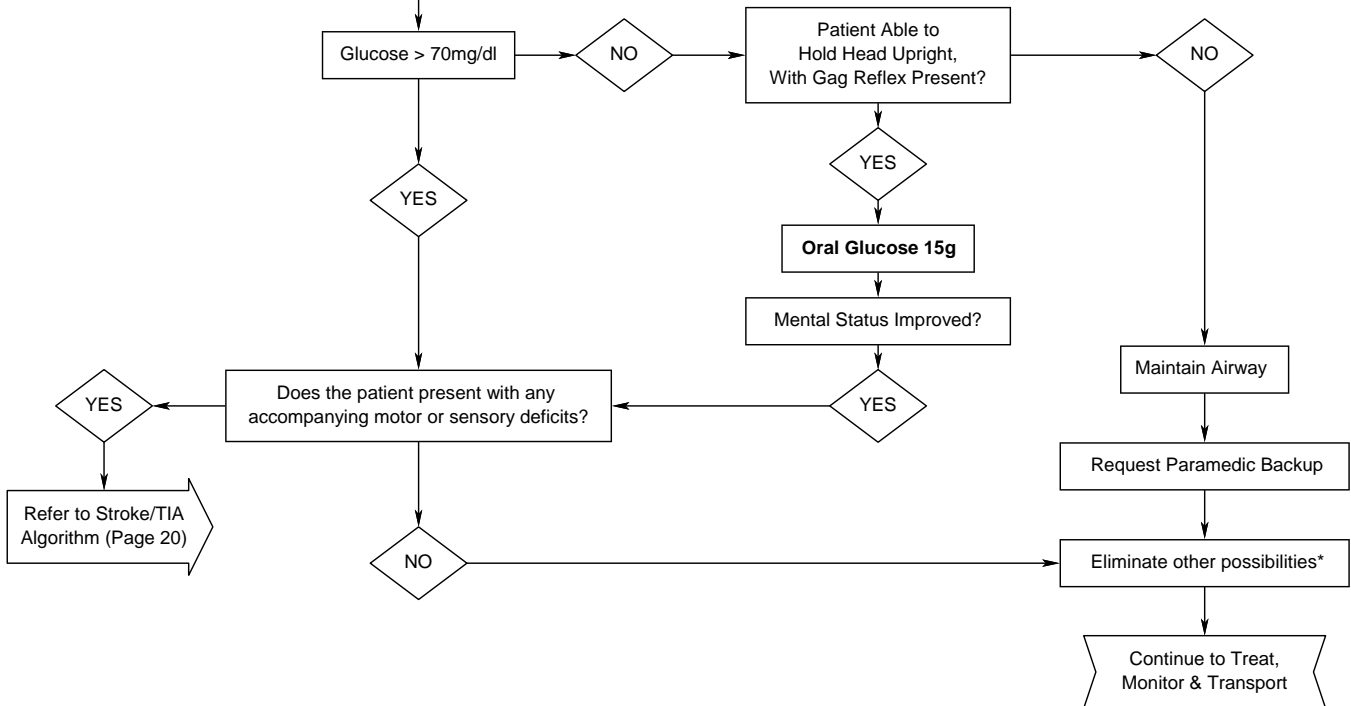 Glucose > 70mg/dl
NO
Patient Able to
Hold Head Upright,
With Gag Reflex Present?
NO
YES
YES
Oral Glucose 15g
Mental Status Improved?
Maintain Airway
YES
Does the patient present with any
accompanying motor or sensory deficits?
YES
Request Paramedic Backup
Refer to Stroke/TIA
Algorithm (Page 20)
NO
Eliminate other possibilities*
Continue to Treat,
Monitor & Transport